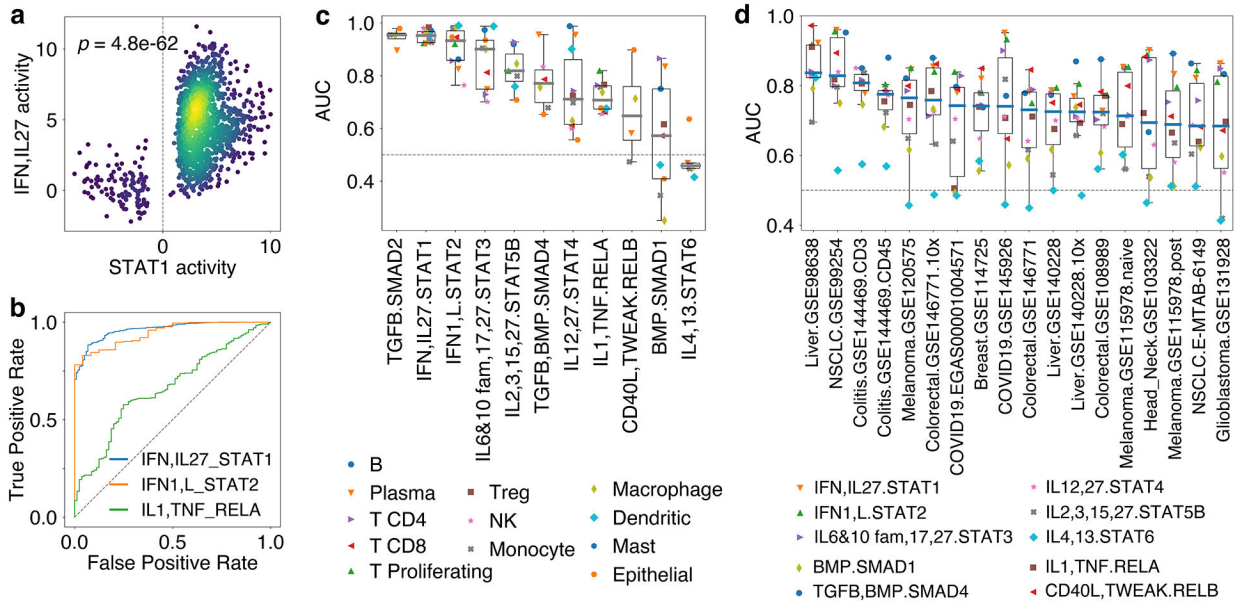 a
p = 4.8e-62
IFN,IL27 activity
10
5
0
0
10
STAT1 activity
b
True Positive Rate
1.0
0.5
0.0
IFN,IL27_STAT1
IFN1,L_STAT2
IL1,TNF_RELA
0.0
1.0
False Positive Rate
c
AUC
1.0
0.8
0.6
0.4
TGFB.SMAD2
IFN,IL27.STAT1
IFN1,L.STAT2
IL6&10 fam,17,27.STAT3
IL2,3,15,27.STAT5B
TGFB,BMP.SMAD4
IL12,27.STAT4
IL1,TNF.RELA
CD40L,TWEAK.RELB
BMP.SMAD1
IL4,13.STAT6
B
Plasma
T CD4
T CD8
T Proliferating
Treg
NK
Monocyte
Macrophage
Dendritic
Mast
Epithelial
d
AUC
1.0
0.8
0.6
0.4
Liver.GSE98638
NSCLC.GSE99254
Colitis.GSE144469.CD3
Colitis.GSE144469.CD45
Melanoma.GSE120575
Colorectal.GSE146771.10x
COVID19.EGAS00001004571
Breast.GSE114725
COVID19.GSE145926
Colorectal.GSE146771
Liver.GSE140228
Liver.GSE140228.10x
Colorectal.GSE108989
Melanoma.GSE115978.naive
Head_Neck.GSE103322
Melanoma.GSE115978.post
NSCLC.E-MTAB-6149
Glioblastoma.GSE131928
IFN,IL27.STAT1
IFN1,L.STAT2
IL6&10 fam,17,27.STAT3
BMP.SMAD1
TGFB,BMP.SMAD4
IL12,27.STAT4
IL2,3,15,27.STAT5B
IL4,13.STAT6
IL1,TNF.RELA
CD40L,TWEAK.RELB